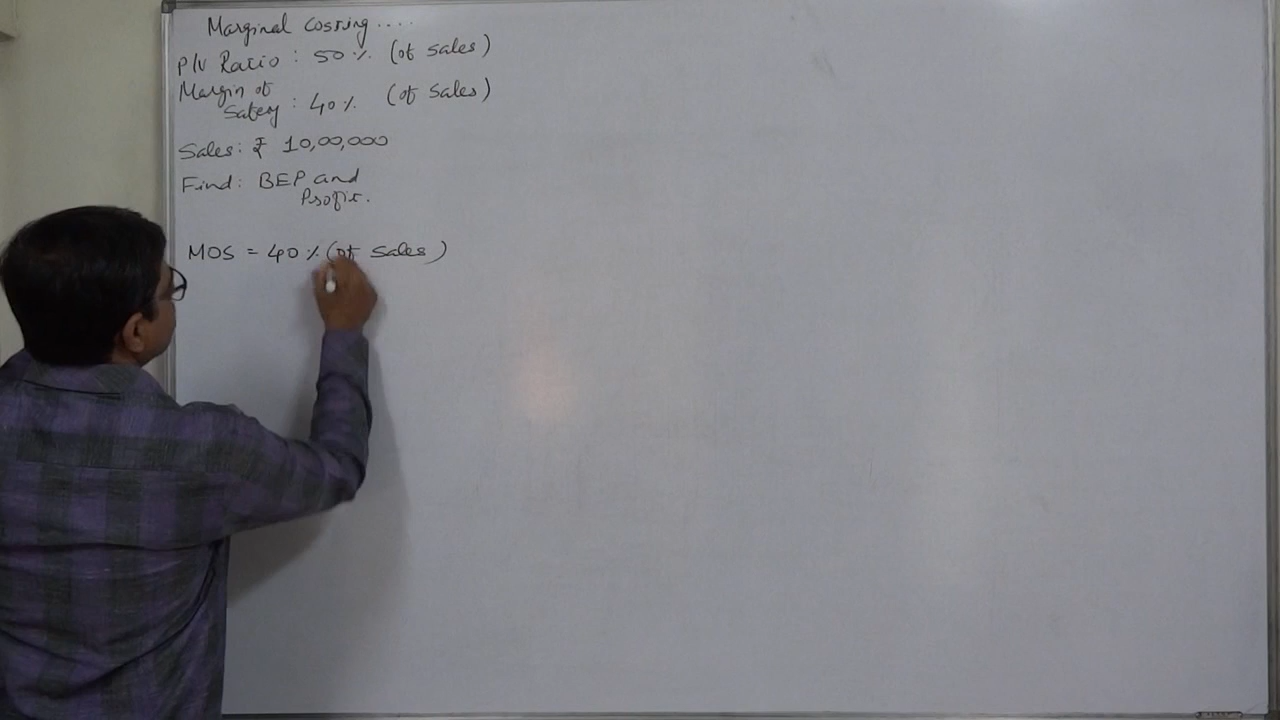 Marginal Costing....
P/V Ratio : 50% (of sales)
Margin of
Safety : 40% (of sales)
Sales: ₹ 10,00,000
Find: BEP and
Profit.
MOS = 40% (of sales)